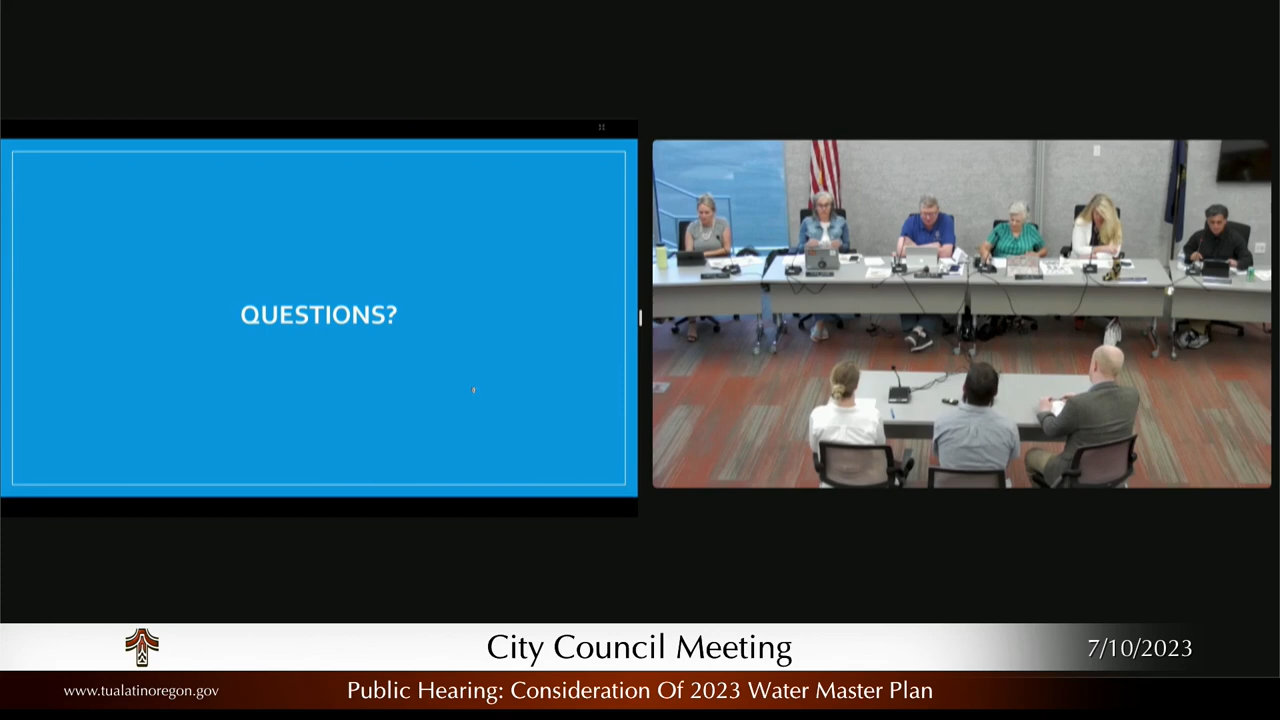 QUESTIONS?
City Council Meeting
7/10/2023
www.tualatinoregon.gov
Public Hearing: Consideration Of 2023 Water Master Plan